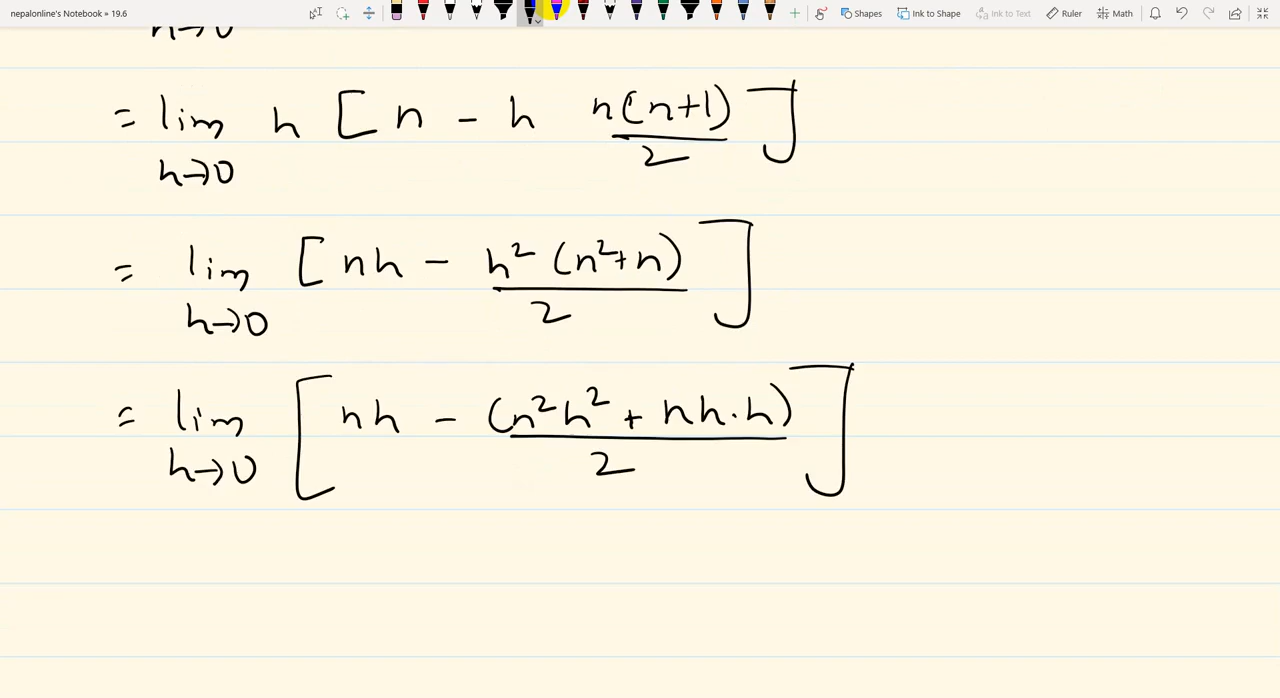 nepalonline's Notebook » 19.6
Shapes
Ink to Shape
Ink to Text
Ruler
Math
h→0
= lim h→0 h [ n - h n(n+1)/2 ]
= lim h→0 [ nh - h²(n²+n)/2 ]
= lim h→0 [ nh - (n²h² + nh·h)/2 ]